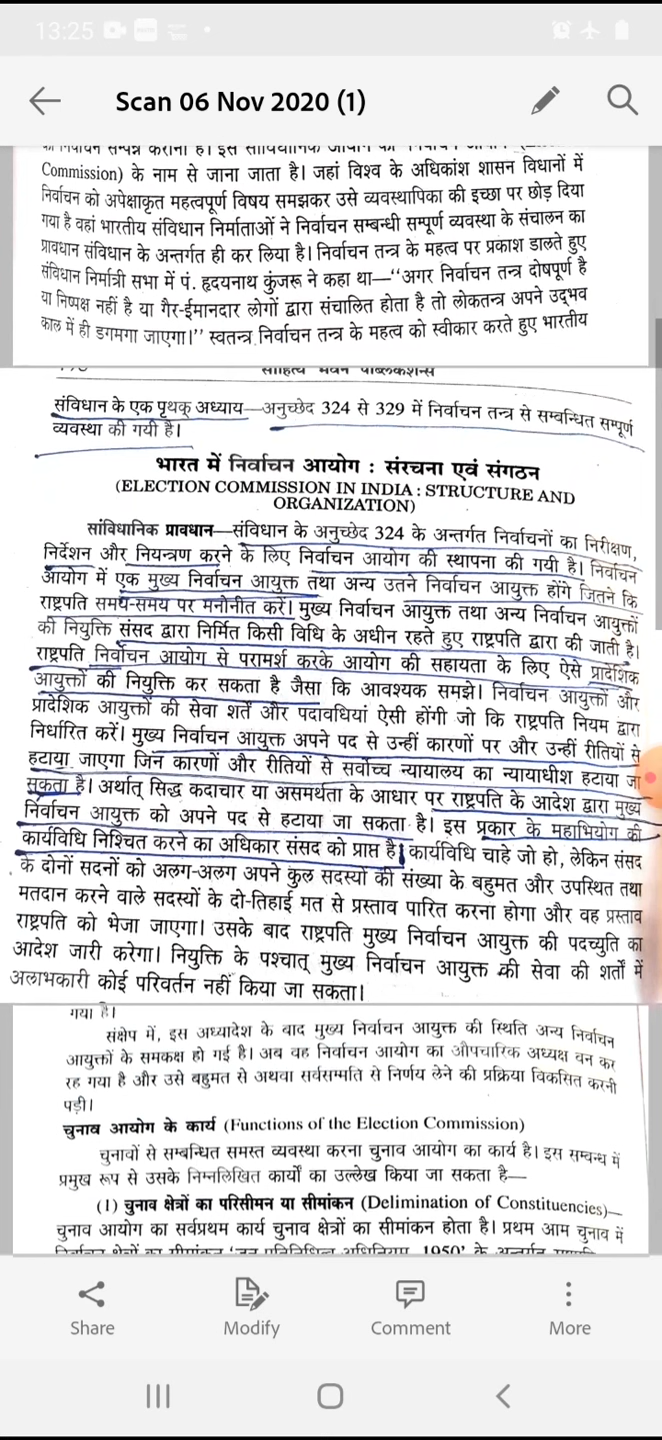 13:25
Scan 06 Nov 2020 (1)
Commission) के नाम से जाना जाता है। जहां विश्व के अधिकांश शासन विधानों में
निर्वाचन को अपेक्षाकृत महत्वपूर्ण विषय समझकर उसे व्यवस्थापिका की इच्छा पर छोड़ दिया
गया है वहां भारतीय संविधान निर्माताओं ने निर्वाचन सम्बन्धी सम्पूर्ण व्यवस्था के संचालन का
प्रावधान संविधान के अन्तर्गत ही कर लिया है। निर्वाचन तन्त्र के महत्व पर प्रकाश डालते हुए
संविधान निर्मात्री सभा में पं. हृदयनाथ कुंजरू ने कहा था—“अगर निर्वाचन तन्त्र दोषपूर्ण है
या निष्पक्ष नहीं है या गैर-ईमानदार लोगों द्वारा संचालित होता है तो लोकतन्त्र अपने उद्‌भव
काल में ही डगमगा जाएगा।” स्वतन्त्र निर्वाचन तन्त्र के महत्व को स्वीकार करते हुए भारतीय
साहित्य भवन पब्लिकेशन्स
संविधान के एक पृथक् अध्याय—अनुच्छेद 324 से 329 में निर्वाचन तन्त्र से सम्बन्धित सम्पूर्ण
व्यवस्था की गयी है।
भारत में निर्वाचन आयोग : संरचना एवं संगठन
(ELECTION COMMISSION IN INDIA : STRUCTURE AND
ORGANIZATION)
सांविधानिक प्रावधान—संविधान के अनुच्छेद 324 के अन्तर्गत निर्वाचनों का निरीक्षण,
निर्देशन और नियन्त्रण करने के लिए निर्वाचन आयोग की स्थापना की गयी है। निर्वाचन
आयोग में एक मुख्य निर्वाचन आयुक्त तथा अन्य उतने निर्वाचन आयुक्त होंगे जितने कि
राष्ट्रपति समय-समय पर मनोनीत करें। मुख्य निर्वाचन आयुक्त तथा अन्य निर्वाचन आयुक्तों
की नियुक्ति संसद द्वारा निर्मित किसी विधि के अधीन रहते हुए राष्ट्रपति द्वारा की जाती है।
राष्ट्रपति निर्वाचन आयोग से परामर्श करके आयोग की सहायता के लिए ऐसे प्रादेशिक
आयुक्तों की नियुक्ति कर सकता है जैसा कि आवश्यक समझे। निर्वाचन आयुक्तों और
प्रादेशिक आयुक्तों की सेवा शर्तें और पदावधियां ऐसी होंगी जो कि राष्ट्रपति नियम द्वारा
निर्धारित करें। मुख्य निर्वाचन आयुक्त अपने पद से उन्हीं कारणों पर और उन्हीं रीतियों से
हटाया जाएगा जिन कारणों और रीतियों से सर्वोच्च न्यायालय का न्यायाधीश हटाया जा
सकता है। अर्थात् सिद्ध कदाचार या असमर्थता के आधार पर राष्ट्रपति के आदेश द्वारा मुख्य
निर्वाचन आयुक्त को अपने पद से हटाया जा सकता है। इस प्रकार के महाभियोग की
कार्यविधि निश्चित करने का अधिकार संसद को प्राप्त है। कार्यविधि चाहे जो हो, लेकिन संसद
के दोनों सदनों को अलग-अलग अपने कुल सदस्यों की संख्या के बहुमत और उपस्थित तथा
मतदान करने वाले सदस्यों के दो-तिहाई मत से प्रस्ताव पारित करना होगा और वह प्रस्ताव
राष्ट्रपति को भेजा जाएगा। उसके बाद राष्ट्रपति मुख्य निर्वाचन आयुक्त की पदच्युति का
आदेश जारी करेगा। नियुक्ति के पश्चात् मुख्य निर्वाचन आयुक्त की सेवा की शर्तों में
अलाभकारी कोई परिवर्तन नहीं किया जा सकता।
गया है।
संक्षेप में, इस अध्यादेश के बाद मुख्य निर्वाचन आयुक्त की स्थिति अन्य निर्वाचन
आयुक्तों के समकक्ष हो गई है। अब वह निर्वाचन आयोग का औपचारिक अध्यक्ष बन कर
रह गया है और उसे बहुमत से अथवा सर्वसम्मति से निर्णय लेने की प्रक्रिया विकसित करनी
पड़ी।
चुनाव आयोग के कार्य (Functions of the Election Commission)
चुनावों से सम्बन्धित समस्त व्यवस्था करना चुनाव आयोग का कार्य है। इस सम्बन्ध में
प्रमुख रूप से उसके निम्नलिखित कार्यों का उल्लेख किया जा सकता है—
(1) चुनाव क्षेत्रों का परिसीमन या सीमांकन (Delimination of Constituencies)—
चुनाव आयोग का सर्वप्रथम कार्य चुनाव क्षेत्रों का सीमांकन होता है। प्रथम आम चुनाव में
1950’ के अन्तर्गत
Share
Modify
Comment
More